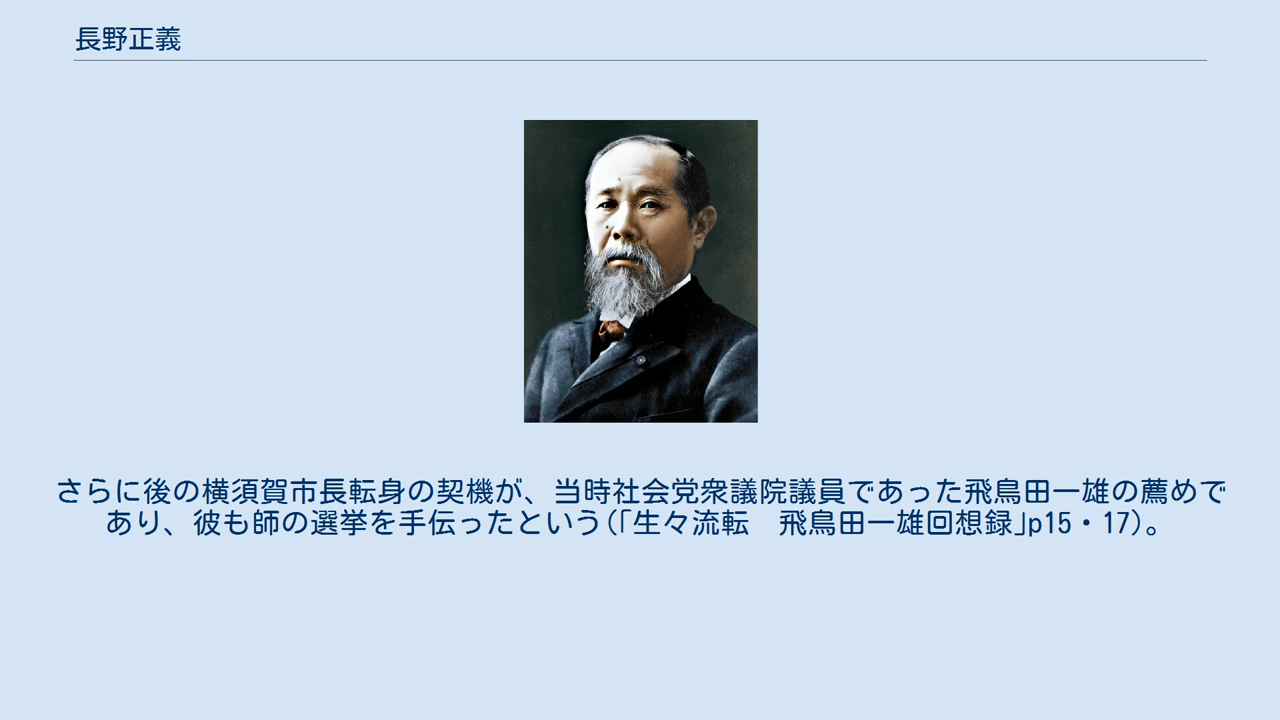 長野正義
さらに後の横須賀市長転身の契機が、当時社会党衆議院議員であった飛鳥田一雄の薦めで
あり、彼も師の選挙を手伝ったという(「生々流転　飛鳥田一雄回想録」p15・17)。